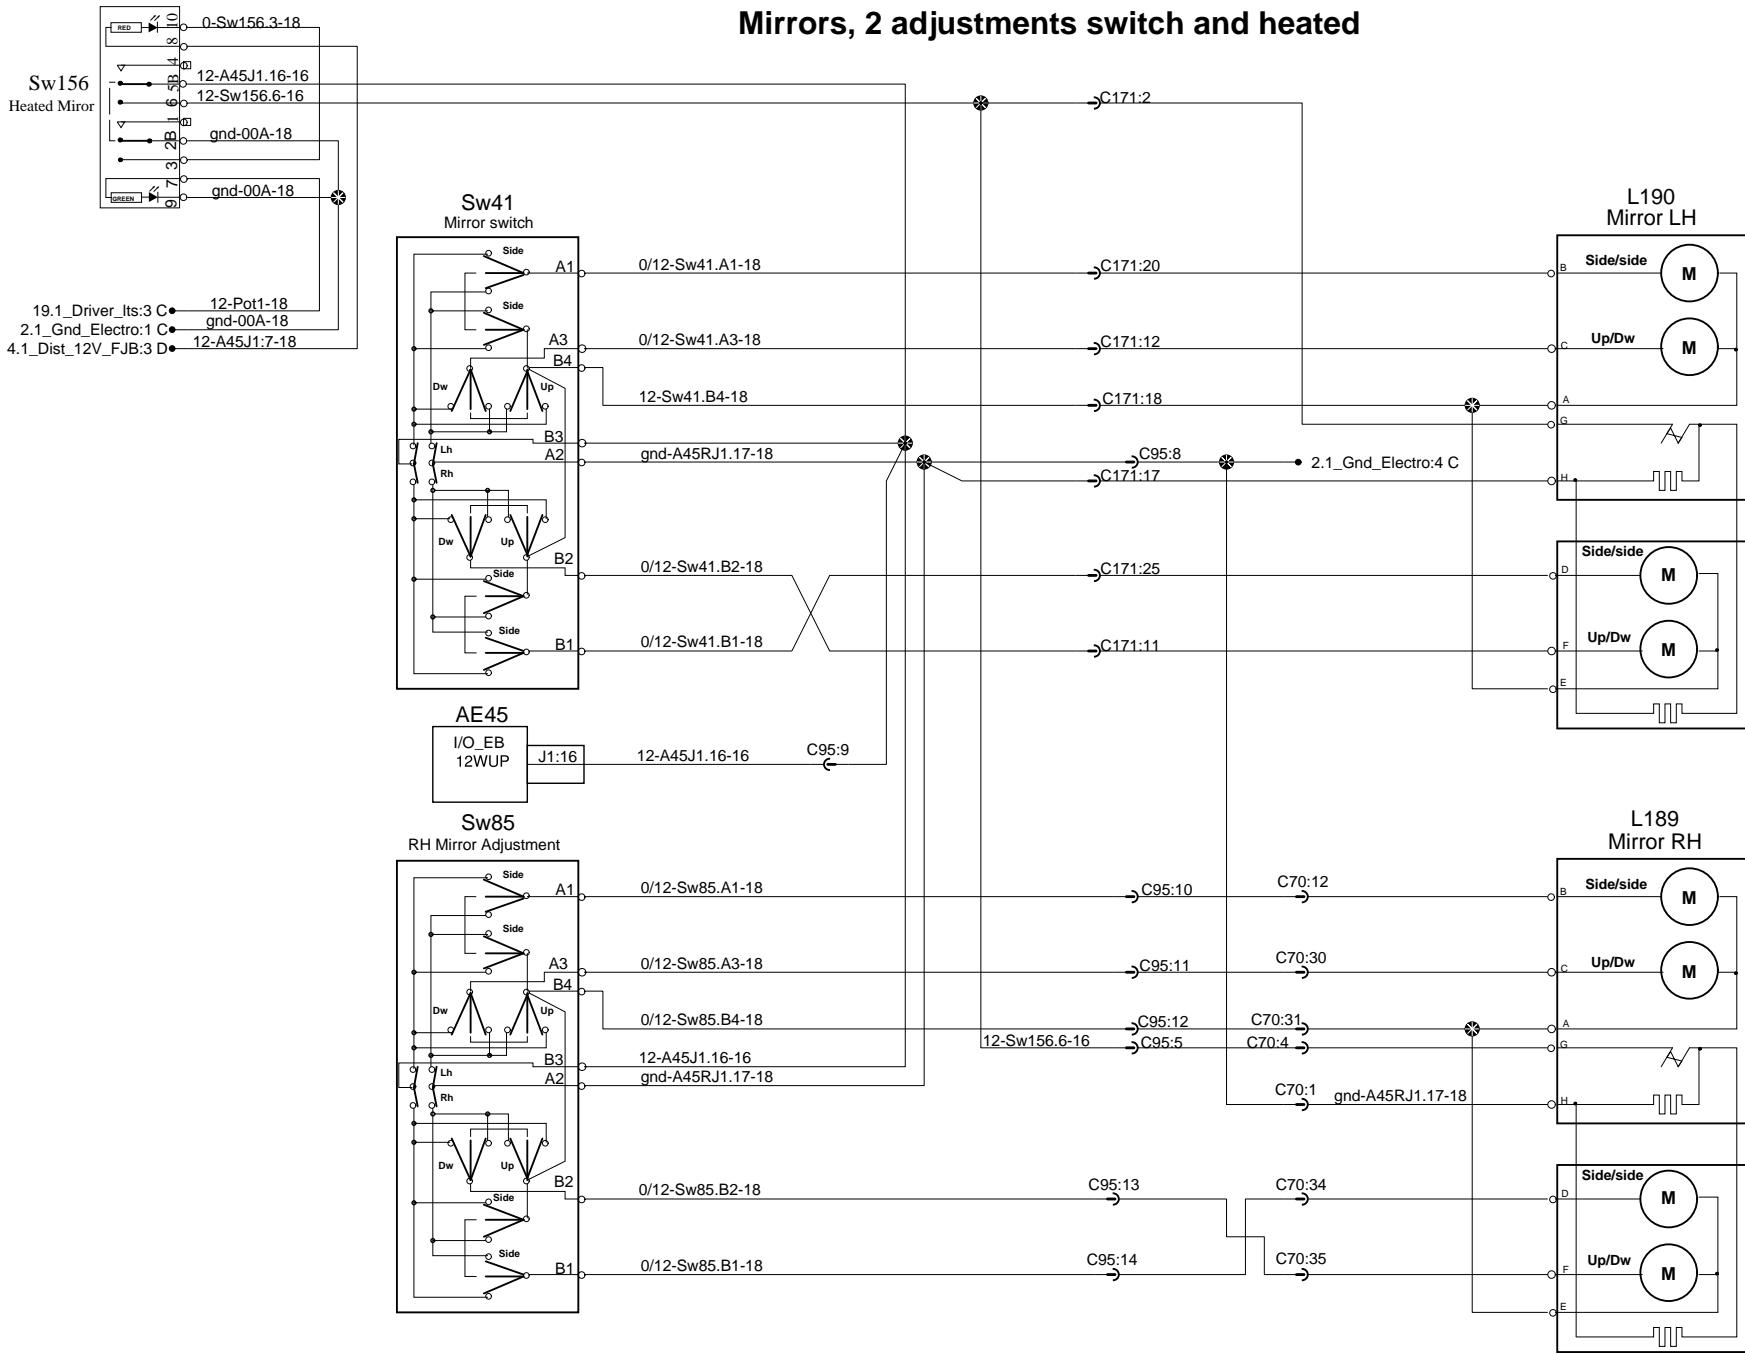 Mirrors, 2 adjustments switch and heated
Sw156
Heated Miror
RED
GREEN
10
8
4
5B
6
1
2B
3
7
9
0-Sw156.3-18
12-A45J1.16-16
12-Sw156.6-16
gnd-00A-18
gnd-00A-18
19.1_Driver_lts:3 C
12-Pot1-18
2.1_Gnd_Electro:1 C
gnd-00A-18
4.1_Dist_12V_FJB:3 D
12-A45J1:7-18
C171:2
Sw41
Mirror switch
Side
A1
0/12-Sw41.A1-18
C171:20
Side
A3
0/12-Sw41.A3-18
C171:12
B4
Dw
Up
12-Sw41.B4-18
C171:18
B3
Lh
A2
Rh
gnd-A45RJ1.17-18
C95:8
2.1_Gnd_Electro:4 C
C171:17
Dw
Up
B2
0/12-Sw41.B2-18
C171:25
Side
Side
B1
0/12-Sw41.B1-18
C171:11
L190
Mirror LH
B
Side/side
M
C
Up/Dw
M
A
G
H
Side/side
D
M
Up/Dw
F
M
E
AE45
I/O_EB
12WUP
J1:16
12-A45J1.16-16
C95:9
Sw85
RH Mirror Adjustment
Side
A1
0/12-Sw85.A1-18
C95:10
C70:12
Side
A3
0/12-Sw85.A3-18
C95:11
C70:30
B4
Dw
Up
0/12-Sw85.B4-18
C95:12
C70:31
12-Sw156.6-16
C95:5
C70:4
B3
12-A45J1.16-16
Lh
A2
gnd-A45RJ1.17-18
Rh
C70:1
gnd-A45RJ1.17-18
Dw
Up
B2
0/12-Sw85.B2-18
C95:13
C70:34
Side
Side
B1
0/12-Sw85.B1-18
C95:14
C70:35
L189
Mirror RH
B
Side/side
M
C
Up/Dw
M
A
G
H
Side/side
D
M
Up/Dw
F
M
E